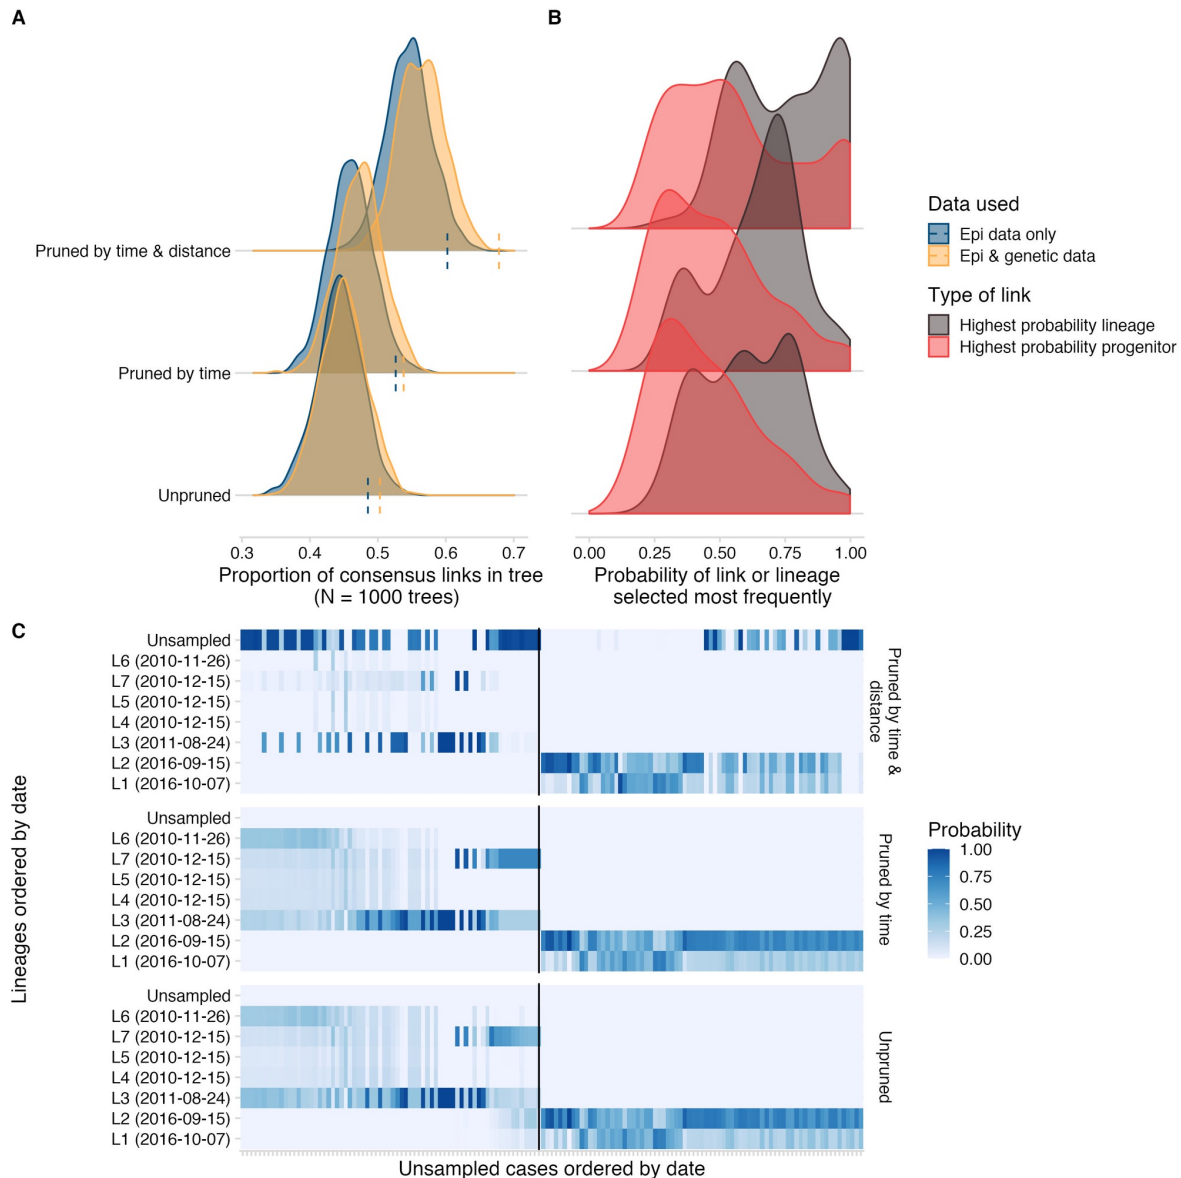 A
B
Pruned by time & distance
Pruned by time
Unpruned
0.3
0.4
0.5
0.6
0.7
Proportion of consensus links in tree
(N = 1000 trees)
0.00
0.25
0.50
0.75
1.00
Probability of link or lineage
selected most frequently
Data used
Epi data only
Epi & genetic data
Type of link
Highest probability lineage
Highest probability progenitor
C
Lineages ordered by date
Unsampled
L6 (2010-11-26)
L7 (2010-12-15)
L5 (2010-12-15)
L4 (2010-12-15)
L3 (2011-08-24)
L2 (2016-09-15)
L1 (2016-10-07)
Pruned by time &
distance
Unsampled
L6 (2010-11-26)
L7 (2010-12-15)
L5 (2010-12-15)
L4 (2010-12-15)
L3 (2011-08-24)
L2 (2016-09-15)
L1 (2016-10-07)
Pruned by time
Unsampled
L6 (2010-11-26)
L7 (2010-12-15)
L5 (2010-12-15)
L4 (2010-12-15)
L3 (2011-08-24)
L2 (2016-09-15)
L1 (2016-10-07)
Unpruned
Unsampled cases ordered by date
Probability
1.00
0.75
0.50
0.25
0.00